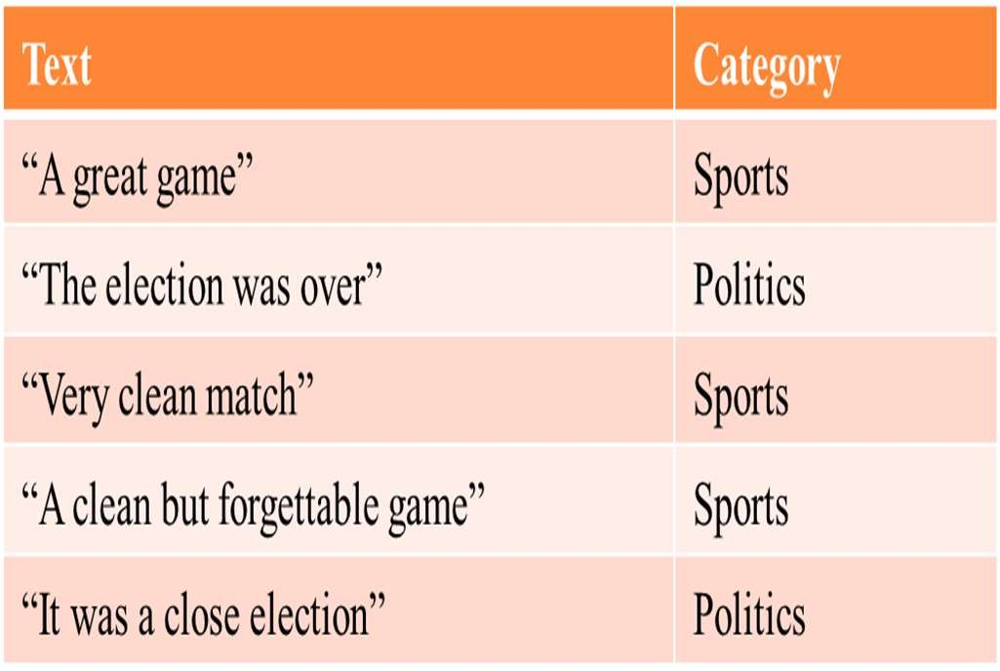 Text Category
“A great game” Sports
“The election was over” Politics
“Very clean match” Sports
“A clean but forgettable game” Sports
“It was a close election” Politics